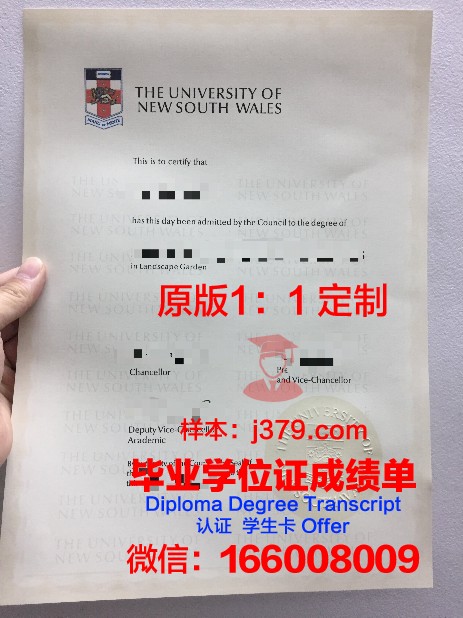 THE UNIVERSITY OF
NEW SOUTH WALES
This is to certify that
has this day been admitted by the Council to the degree of
in Landscape Garden
原版1：1 定制
Chancellor
and Vice-Chancellor
Deputy Vice-Chancellor
Academic
样本：j379.com
毕业学位证成绩单
Diploma Degree Transcript
认证 学生卡 Offer
微信：166008009